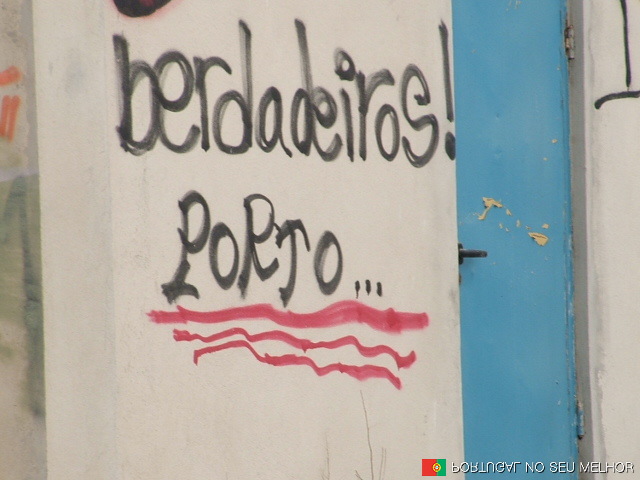 berdadeiros!
PORTO...
PORTUGAL NO SEU MELHOR